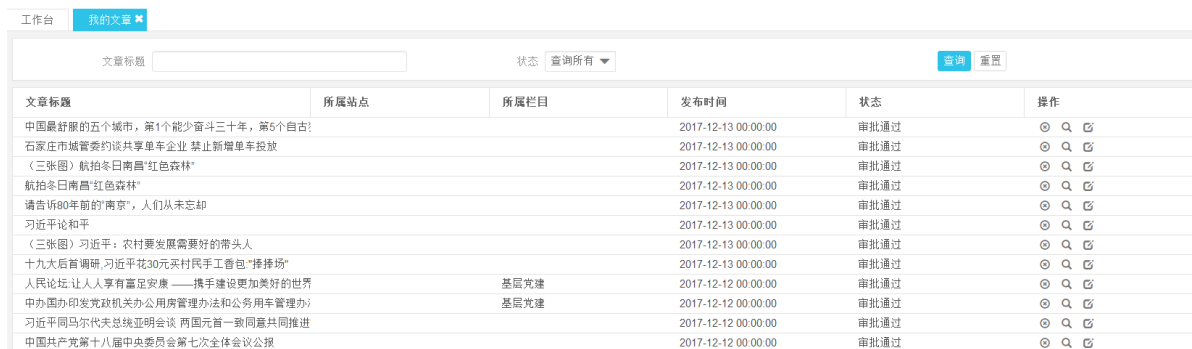 工作台 我的文章
文章标题 状态 查询所有 查询 重置
文章标题 所属站点 所属栏目 发布时间 状态 操作
中国最舒服的五个城市，第1个能少奋斗三十年，第5个自古 2017-12-13 00:00:00 审批通过
石家庄市城管委约谈共享单车企业 禁止新增单车投放 2017-12-13 00:00:00 审批通过
（三张图）航拍冬日南昌“红色森林” 2017-12-13 00:00:00 审批通过
航拍冬日南昌“红色森林” 2017-12-13 00:00:00 审批通过
请告诉80年前的“南京”，人们从未忘却 2017-12-13 00:00:00 审批通过
习近平论和平 2017-12-13 00:00:00 审批通过
（三张图）习近平：农村要发展需要好的带头人 2017-12-13 00:00:00 审批通过
十九大后首调研,习近平花30元买村民手工香包:"捧捧场" 2017-12-13 00:00:00 审批通过
人民论坛:让人人享有富足安康 ——携手建设更加美好的世界 基层党建 2017-12-12 00:00:00 审批通过
中办国办印发党政机关办公用房管理办法和公务用车管理办 基层党建 2017-12-12 00:00:00 审批通过
习近平同马尔代夫总统亚明会谈 两国元首一致同意共同推进 2017-12-12 00:00:00 审批通过
中国共产党第十八届中央委员会第七次全体会议公报 2017-12-12 00:00:00 审批通过